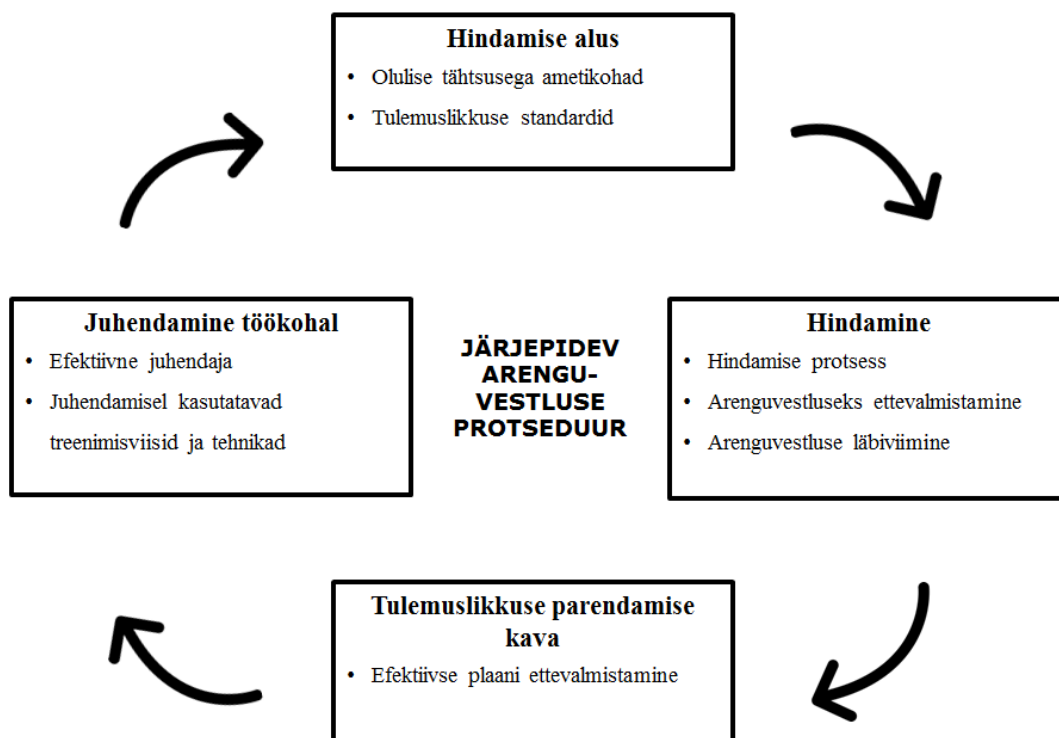 Hindamise alus
• Olulise tähtsusega ametikohad
• Tulemuslikkuse standardid
Juhendamine töökohal
• Efektiivne juhendaja
• Juhendamisel kasutatavad
treenimisviisid ja tehnikad
JÄRJEPIDEV
ARENGU-
VESTLUSE
PROTSEDUUR
Hindamine
• Hindamise protsess
• Arenguvestluseks ettevalmistamine
• Arenguvestluse läbiviimine
Tulemuslikkuse parendamise
kava
• Efektiivse plaani ettevalmistamine